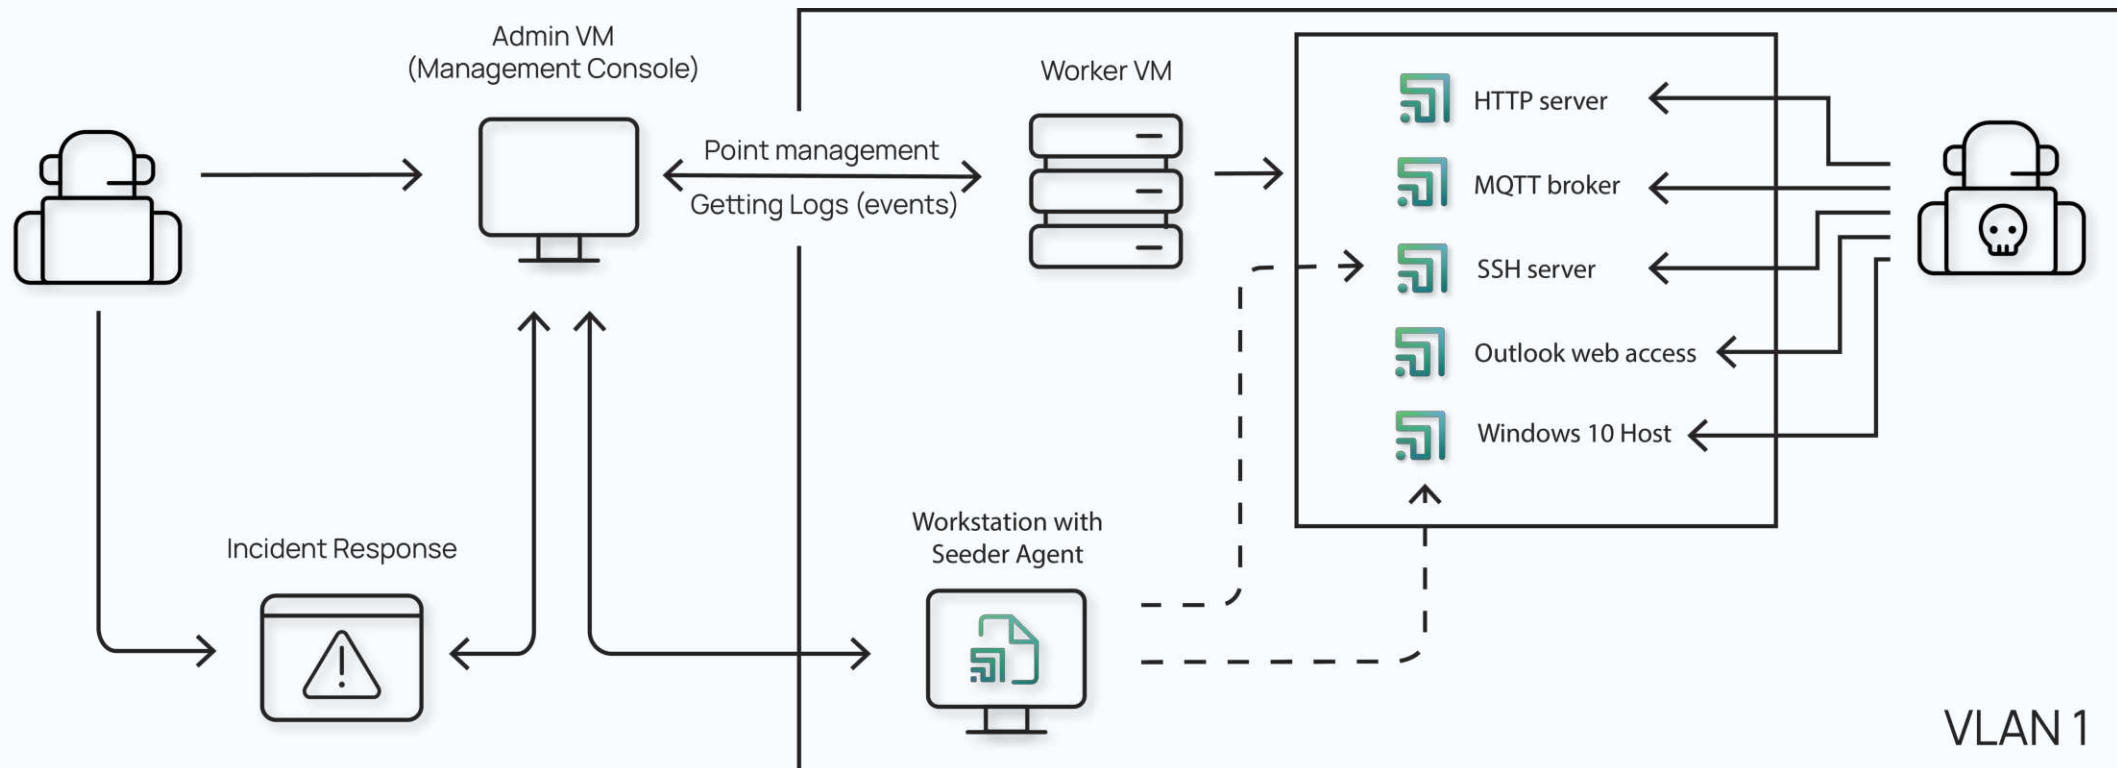 Admin VM
(Management Console)
Worker VM
Point management
Getting Logs (events)
HTTP server
MQTT broker
SSH server
Outlook web access
Windows 10 Host
Incident Response
Workstation with
Seeder Agent
VLAN 1